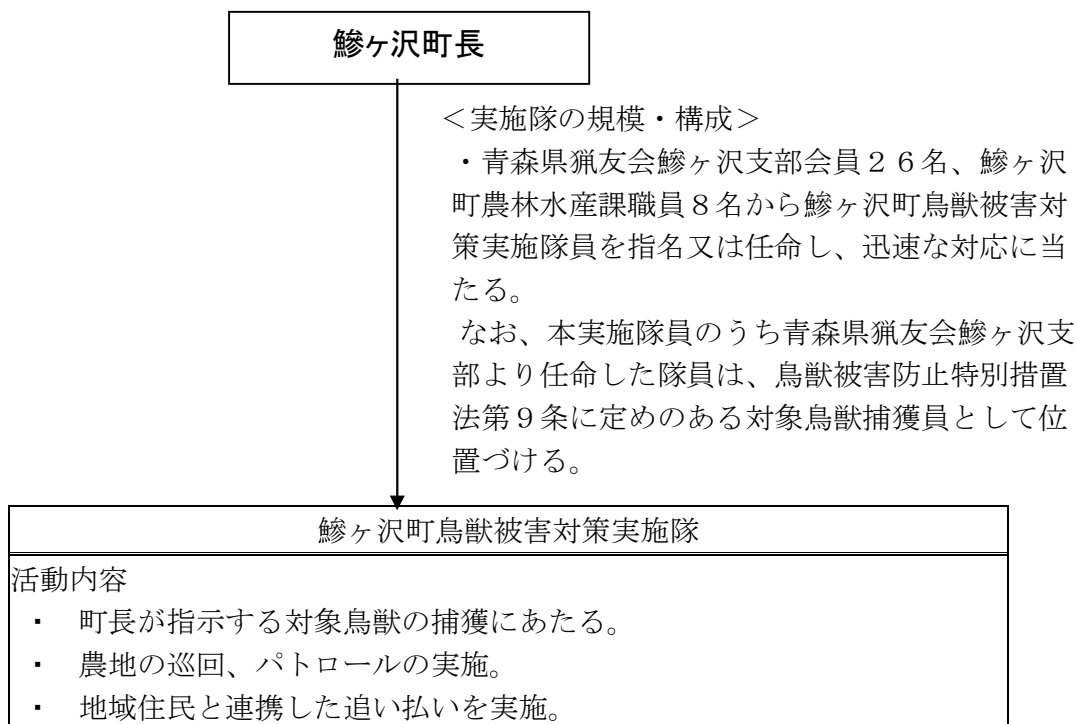 鰺ヶ沢町長
＜実施隊の規模・構成＞
・青森県猟友会鰺ヶ沢支部会員２６名、鰺ヶ沢
町農林水産課職員８名から鰺ヶ沢町鳥獣被害対
策実施隊員を指名又は任命し、迅速な対応に当
たる。
なお、本実施隊員のうち青森県猟友会鰺ヶ沢支
部より任命した隊員は、鳥獣被害防止特別措置
法第９条に定めのある対象鳥獣捕獲員として位
置づける。
鰺ヶ沢町鳥獣被害対策実施隊
活動内容
・　町長が指示する対象鳥獣の捕獲にあたる。
・　農地の巡回、パトロールの実施。
・　地域住民と連携した追い払いを実施。